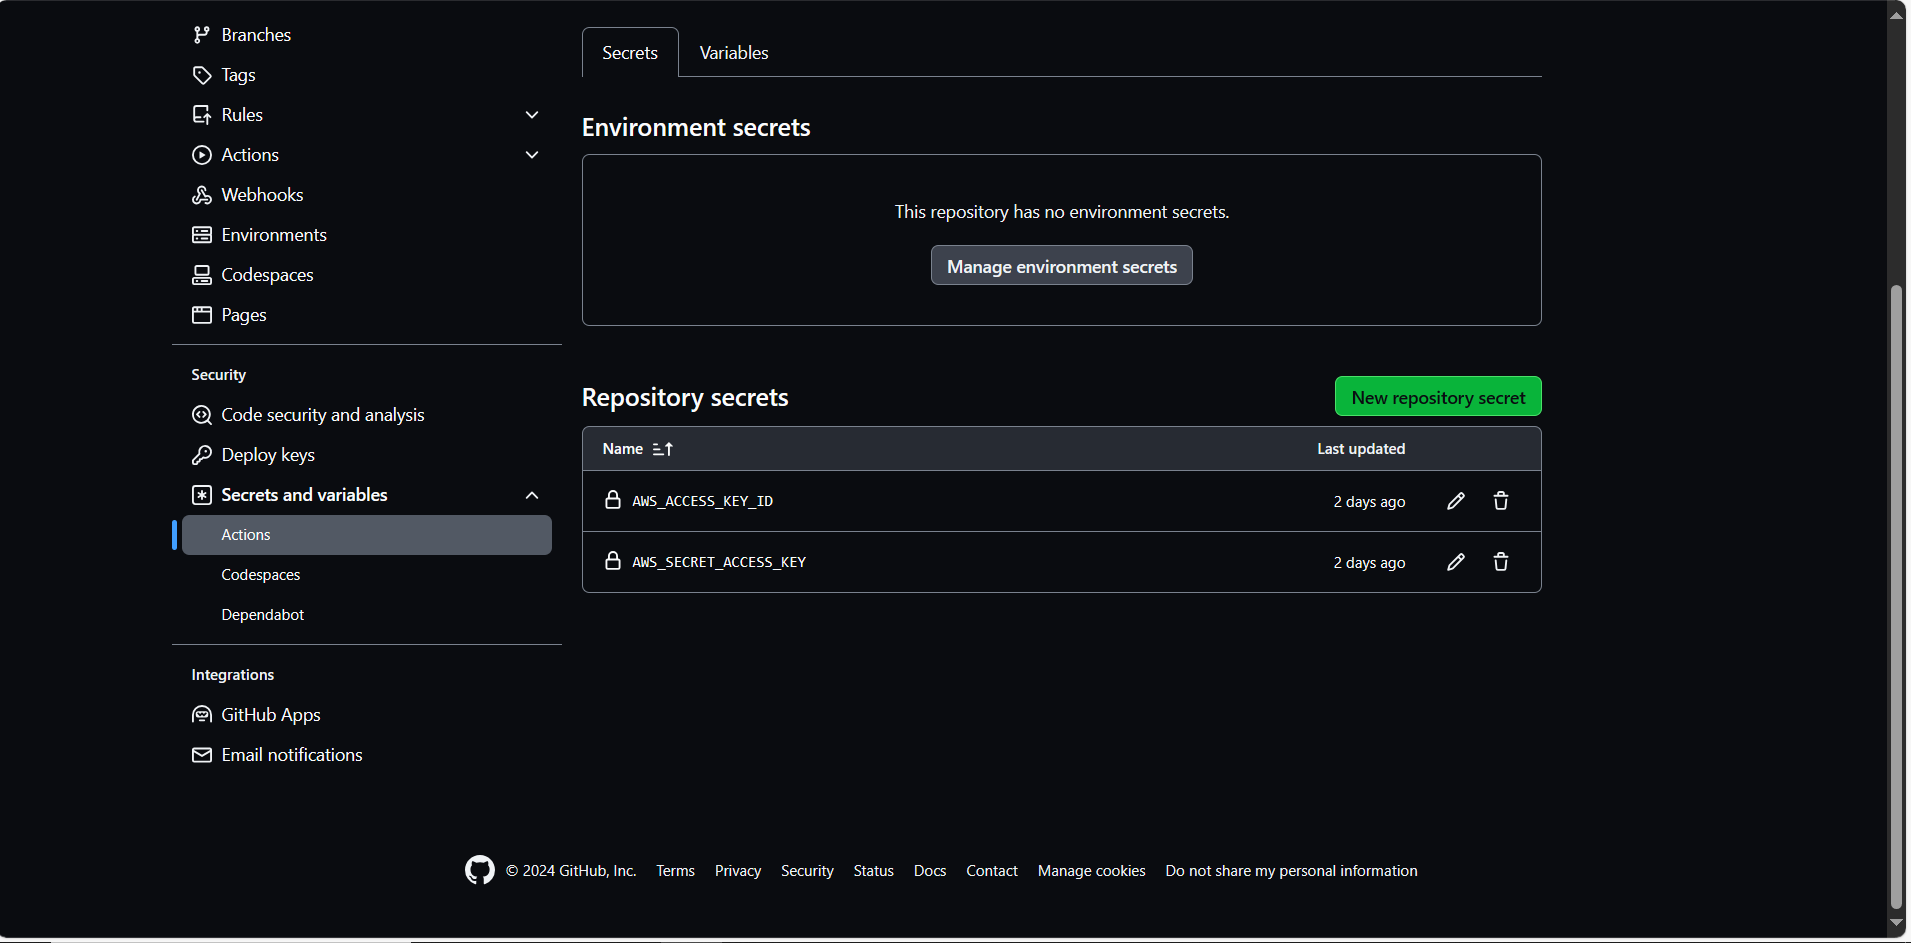 Branches
Tags
Rules
Actions
Webhooks
Environments
Codespaces
Pages
Security
Code security and analysis
Deploy keys
Secrets and variables
Actions
Codespaces
Dependabot
Integrations
GitHub Apps
Email notifications
Secrets Variables
Environment secrets
This repository has no environment secrets.
Manage environment secrets
Repository secrets New repository secret
Name Last updated
AWS_ACCESS_KEY_ID 2 days ago
AWS_SECRET_ACCESS_KEY 2 days ago
© 2024 GitHub, Inc. Terms Privacy Security Status Docs Contact Manage cookies Do not share my personal information